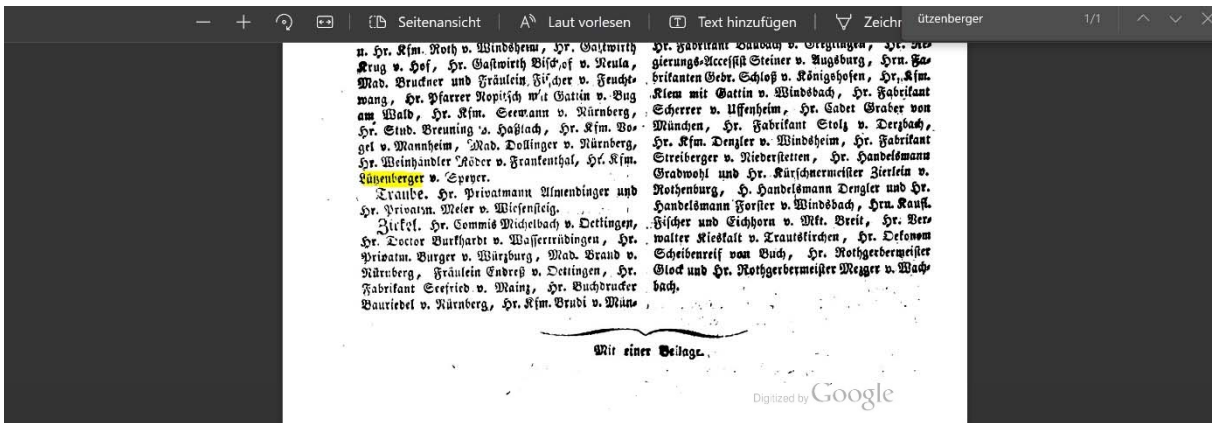 Seitenansicht
Laut vorlesen
Text hinzufügen
Zeichr
ützenberger
1/1
u. Hr. Kfm. Roth v. Windsheim, Hr. Gastwirth
Krug v. Hof, Hr. Gastwirth Bischof v. Neula,
Mad. Bruckner und Fräulein Fischer v. Feucht-
wang, Hr. Pfarrer Ropitsch mit Gattin v. Bug
am Wald, Hr. Kfm. Seemann v. Nürnberg,
Hr. Stud. Breuning v. Haßlach, Hr. Kfm. Vo-
gel v. Mannheim, Mad. Dollinger v. Nürnberg,
Hr. Weinhändler Röder v. Frankenthal, Hr. Kfm.
Lützenberger v. Speyer.
Traube. Hr. Privatmann Almendinger und
Hr. Privatm. Meier v. Wiesensteig.
Zirkel. Hr. Commis Michelbach v. Oettingen,
Hr. Doctor Burkhardt v. Wassertrüdingen, Hr.
Privatm. Burger v. Würzburg, Mad. Brand v.
Nürnberg, Fräulein Endreß v. Oettingen, Hr.
Fabrikant Seefried v. Mainz, Hr. Buchdrucker
Bauriedel v. Nürnberg, Hr. Kfm. Brudi v. Mün-
Hr. Fabrikant Baubach v. Greglingen, Hr. Re-
gierungs-Accessist Steiner v. Augsburg, Hrn. Fa-
brikanten Gebr. Schloß v. Königshofen, Hr. Kfm.
Klem mit Gattin v. Windsbach, Hr. Fabrikant
Scherrer v. Uffenheim, Hr. Cadet Graber von
München, Hr. Fabrikant Stolz v. Derzbach,
Hr. Kfm. Denzler v. Windsheim, Hr. Fabrikant
Streiberger v. Niederstetten, Hr. Handelsmann
Gradwohl und Hr. Kürschnermeister Zierlein v.
Rothenburg, H. Handelsmann Dengler und Hr.
Handelsmann Forster v. Windsbach, Hrn. Kaufl.
Fischer und Eichhorn v. Mkt. Breit, Hr. Ver-
walter Kieskalt v. Trautskirchen, Hr. Oekonom
Scheibenreif von Buch, Hr. Rothgerbermeister
Glock und Hr. Rothgerbermeister Mezger v. Wach-
bach.
Mit einer Beilage.
Digitized by Google